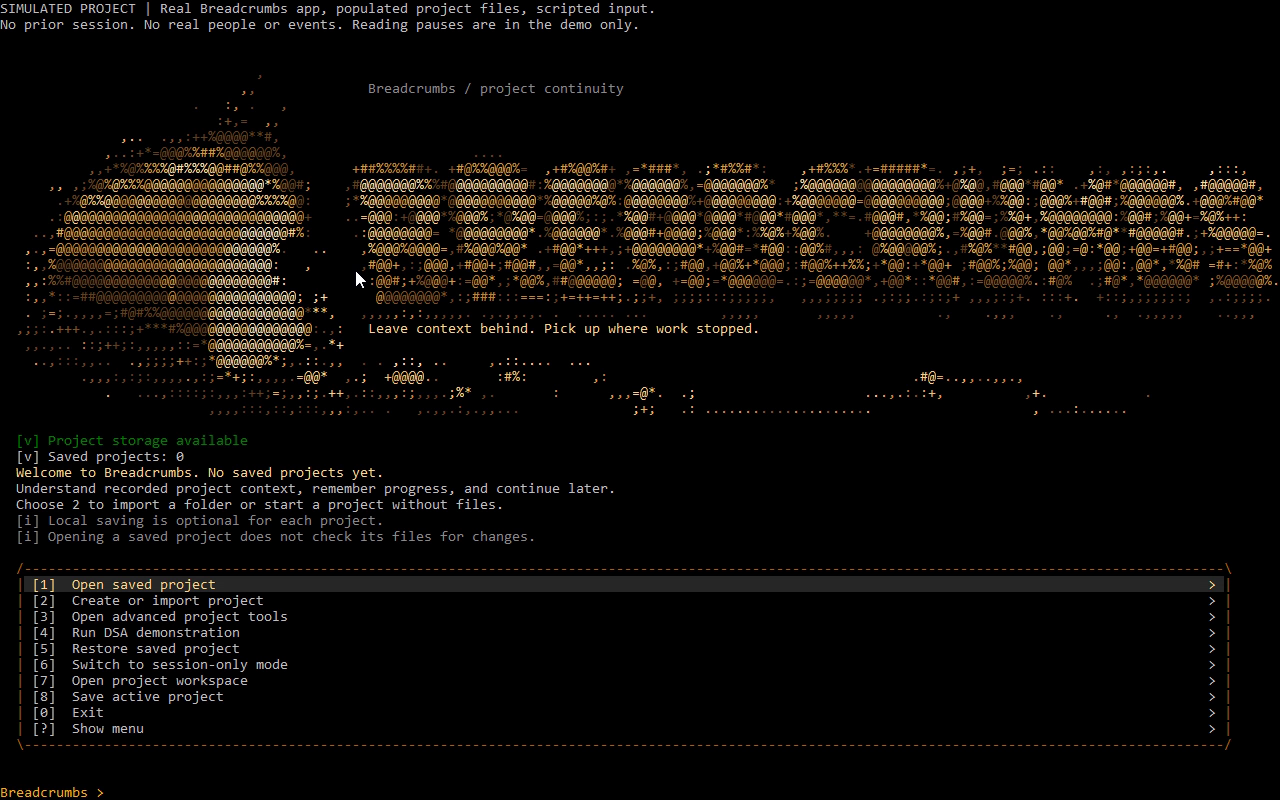 SIMULATED PROJECT | Real Breadcrumbs app, populated project files, scripted input.
No prior session. No real people or events. Reading pauses are in the demo only.
Breadcrumbs / project continuity
Leave context behind. Pick up where work stopped.
[v] Project storage available
[v] Saved projects: 0
Welcome to Breadcrumbs. No saved projects yet.
Understand recorded project context, remember progress, and continue later.
Choose 2 to import a folder or start a project without files.
[i] Local saving is optional for each project.
[i] Opening a saved project does not check its files for changes.
[1] Open saved project >
[2] Create or import project >
[3] Open advanced project tools >
[4] Run DSA demonstration >
[5] Restore saved project >
[6] Switch to session-only mode >
[7] Open project workspace >
[8] Save active project >
[0] Exit >
[?] Show menu >
Breadcrumbs >